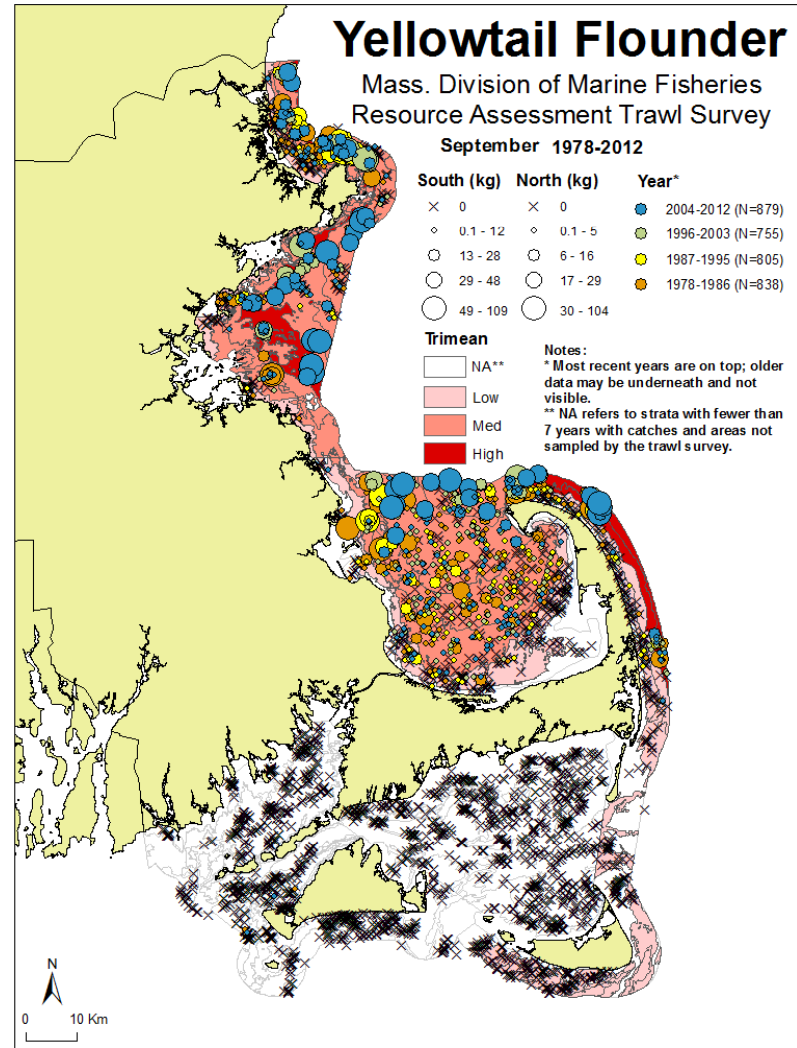 Yellowtail Flounder
Mass. Division of Marine Fisheries
Resource Assessment Trawl Survey
September 1978-2012
South (kg) North (kg) Year*
0 0 2004-2012 (N=879)
0.1 - 12 0.1 - 5 1996-2003 (N=755)
13 - 28 6 - 16 1987-1995 (N=805)
29 - 48 17 - 29 1978-1986 (N=838)
49 - 109 30 - 104
Trimean
NA**
Low
Med
High
Notes:
* Most recent years are on top; older
data may be underneath and not
visible.
** NA refers to strata with fewer than
7 years with catches and areas not
sampled by the trawl survey.
N
0 10 Km